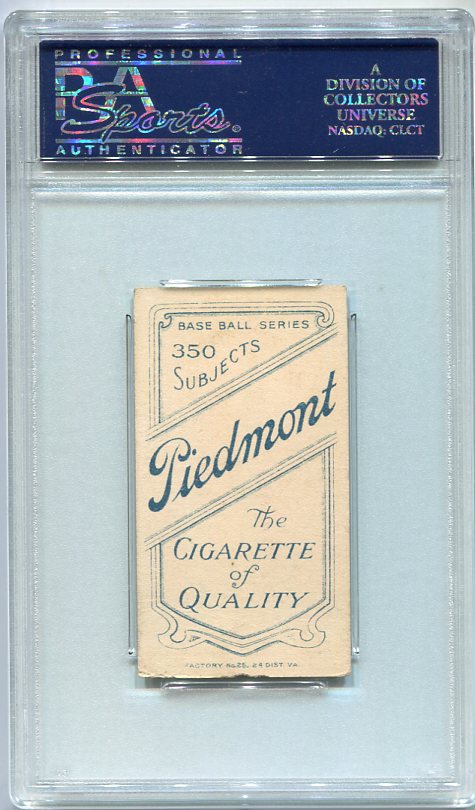 PROFESSIONAL
PSA
Sports
AUTHENTICATOR
A
DIVISION OF
COLLECTORS
UNIVERSE
NASDAQ: CLCT
BASE BALL SERIES
350
SUBJECTS
Piedmont
The
CIGARETTE
of
QUALITY
FACTORY No 25, 2d DIST. VA.